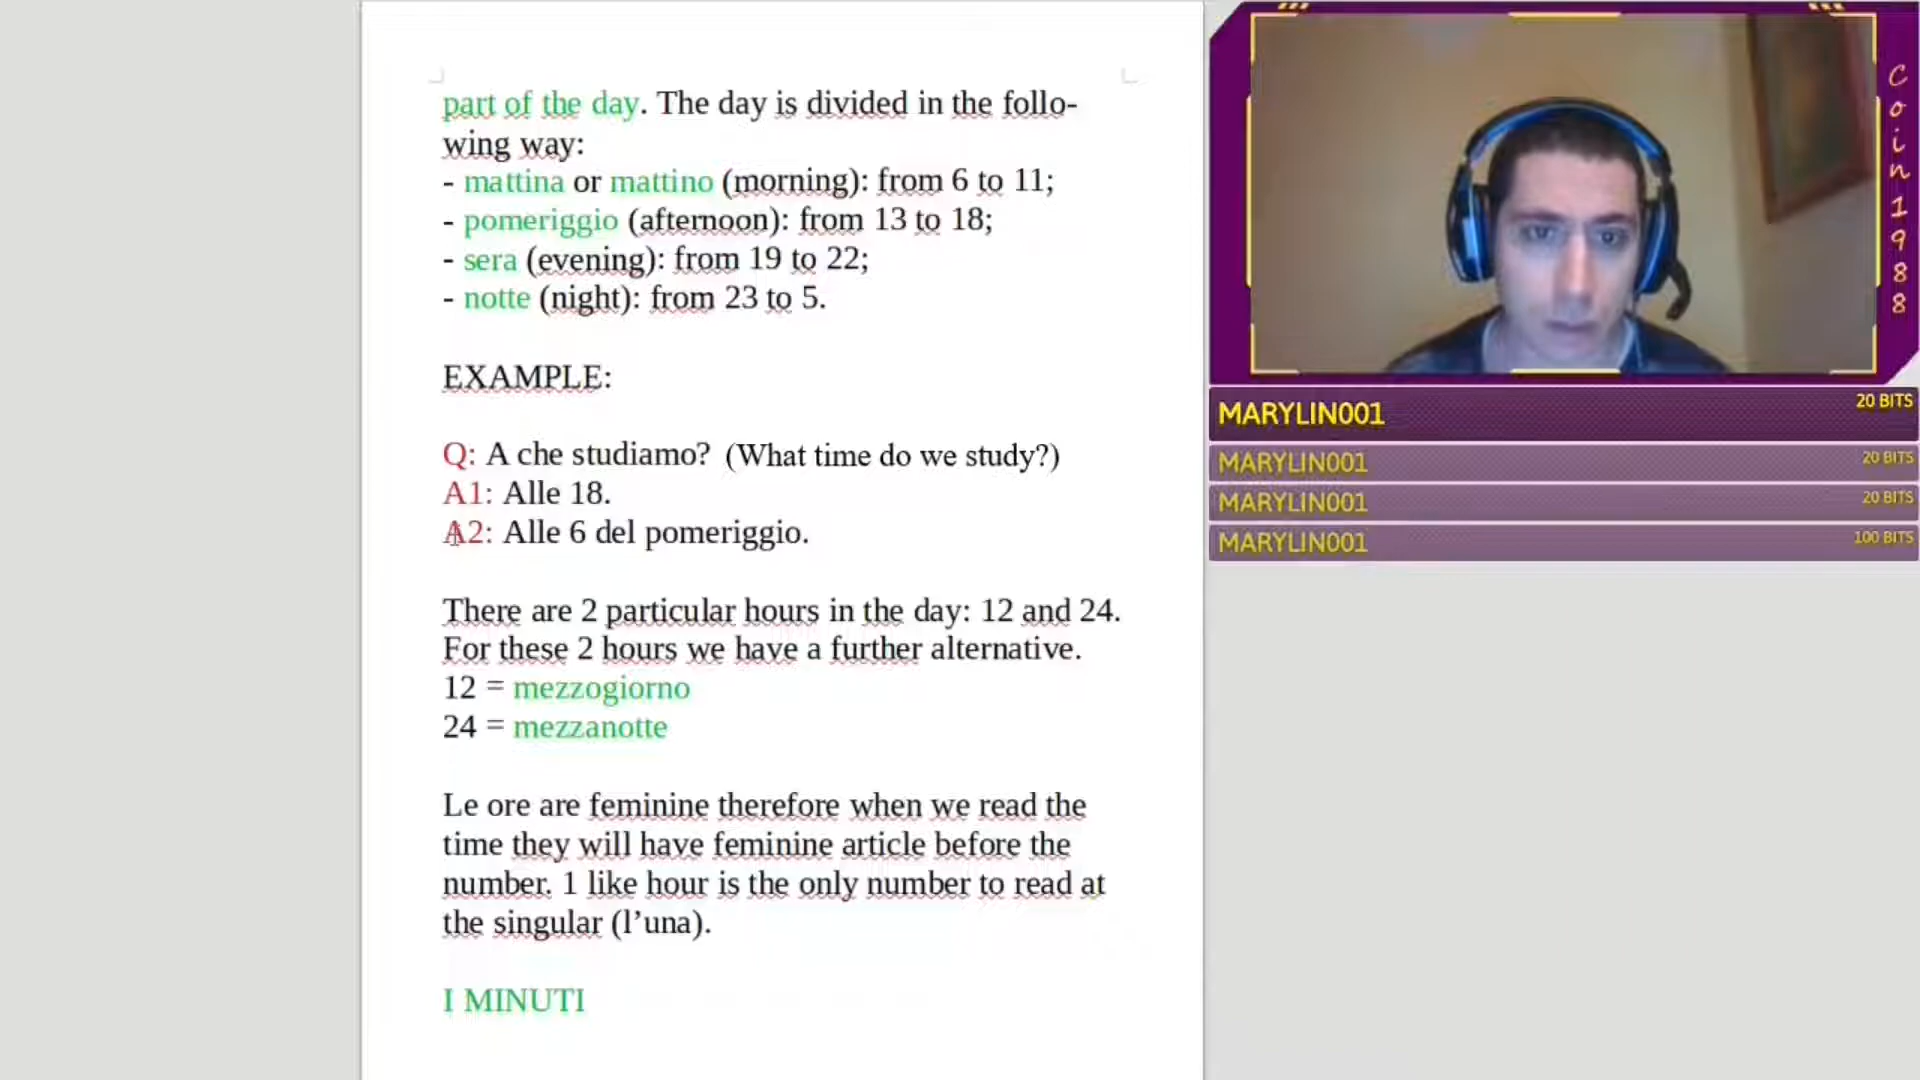 part of the day. The day is divided in the follo-
wing way:
- mattina or mattino (morning): from 6 to 11;
- pomeriggio (afternoon): from 13 to 18;
- sera (evening): from 19 to 22;
- notte (night): from 23 to 5.
EXAMPLE:
Q: A che studiamo? (What time do we study?)
A1: Alle 18.
A2: Alle 6 del pomeriggio.
There are 2 particular hours in the day: 12 and 24.
For these 2 hours we have a further alternative.
12 = mezzogiorno
24 = mezzanotte
Le ore are feminine therefore when we read the
time they will have feminine article before the
number. 1 like hour is the only number to read at
the singular (l’una).
I MINUTI
Coin1988
MARYLIN001 20 BITS
MARYLIN001 20 BITS
MARYLIN001 20 BITS
MARYLIN001 100 BITS